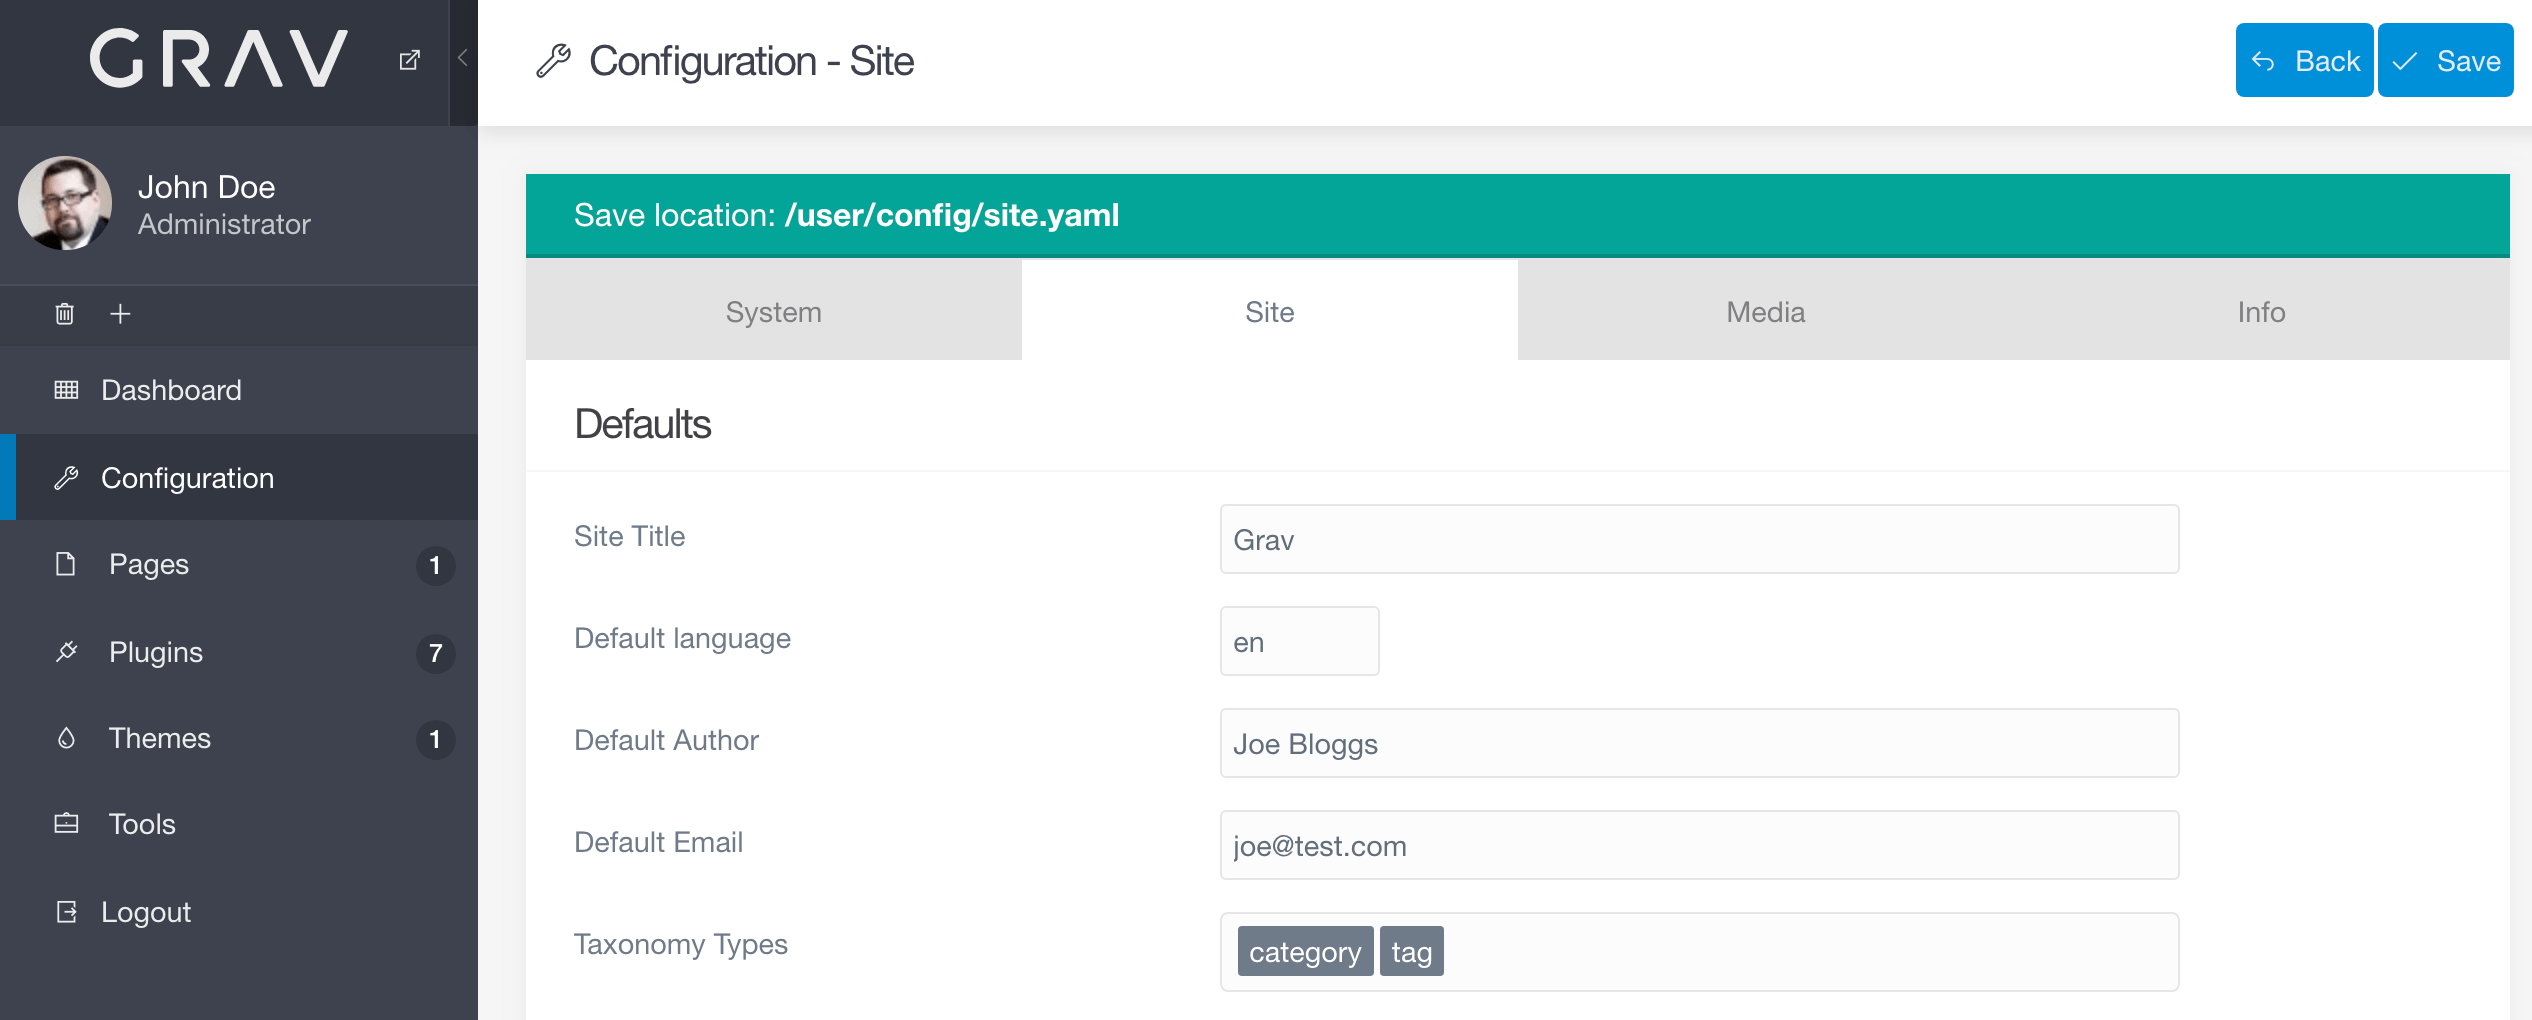 GRAV
Configuration - Site
Back
Save
John Doe
Administrator
Dashboard
Configuration
Pages 1
Plugins 7
Themes 1
Tools
Logout
Save location: /user/config/site.yaml
System Site Media Info
Defaults
Site Title Grav
Default language en
Default Author Joe Bloggs
Default Email joe@test.com
Taxonomy Types category tag